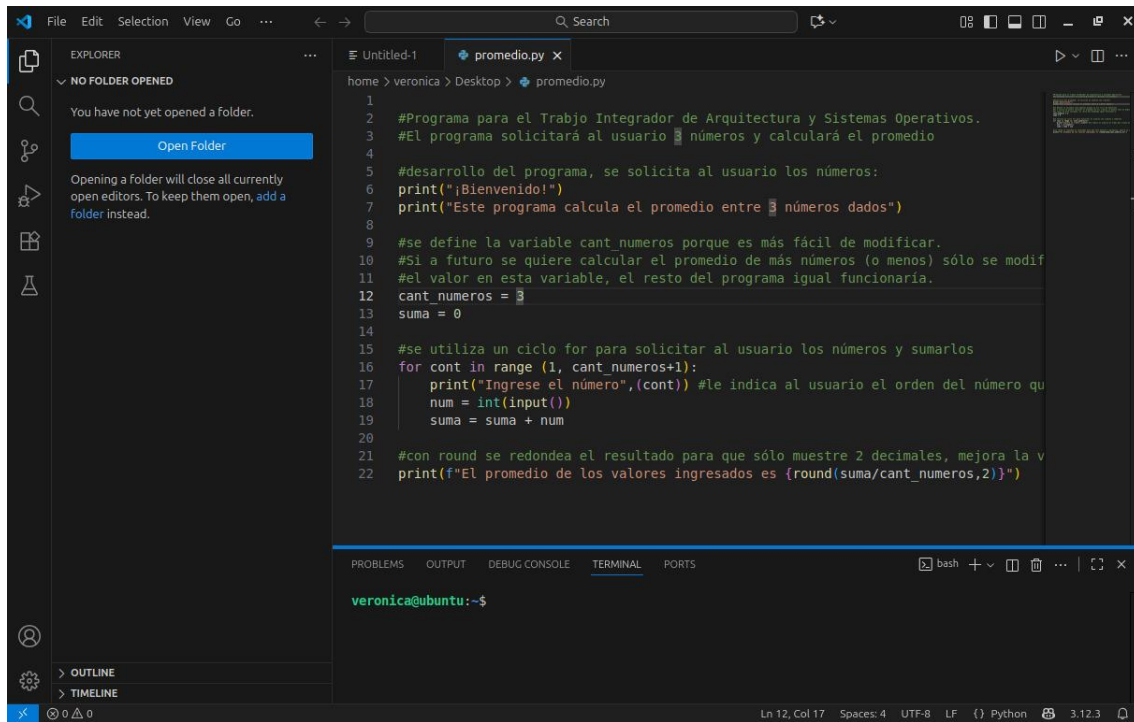 File Edit Selection View Go ... Search
EXPLORER ...
NO FOLDER OPENED
You have not yet opened a folder.
Open Folder
Opening a folder will close all currently
open editors. To keep them open, add a
folder instead.
OUTLINE
TIMELINE
Untitled-1 promedio.py
home > veronica > Desktop > promedio.py
1
2 #Programa para el Trabjo Integrador de Arquitectura y Sistemas Operativos.
3 #El programa solicitará al usuario 3 números y calculará el promedio
4
5 #desarrollo del programa, se solicita al usuario los números:
6 print("¡Bienvenido!")
7 print("Este programa calcula el promedio entre 3 números dados")
8
9 #se define la variable cant_numeros porque es más fácil de modificar.
10 #Si a futuro se quiere calcular el promedio de más números (o menos) sólo se modif
11 #el valor en esta variable, el resto del programa igual funcionaría.
12 cant_numeros = 3
13 suma = 0
14
15 #se utiliza un ciclo for para solicitar al usuario los números y sumarlos
16 for cont in range (1, cant_numeros+1):
17 print("Ingrese el número",(cont)) #le indica al usuario el orden del número qu
18 num = int(input())
19 suma = suma + num
20
21 #con round se redondea el resultado para que sólo muestre 2 decimales, mejora la v
22 print(f"El promedio de los valores ingresados es {round(suma/cant_numeros,2)}")
PROBLEMS OUTPUT DEBUG CONSOLE TERMINAL PORTS bash
veronica@ubuntu:~$
0 0 Ln 12, Col 17 Spaces: 4 UTF-8 LF {} Python 3.12.3